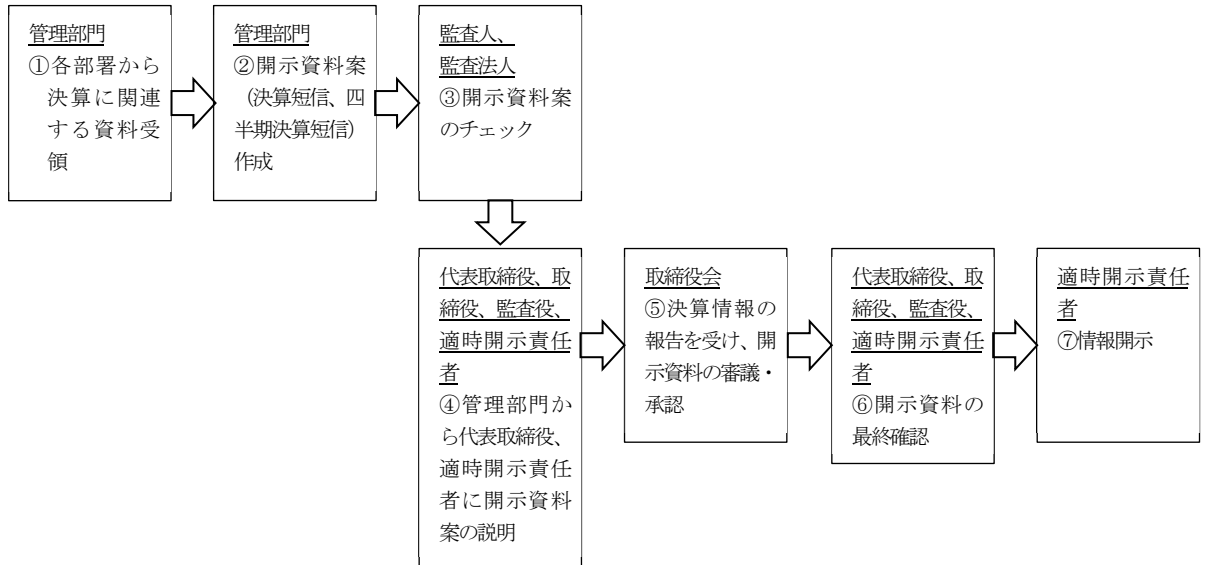 管理部門
①各部署から
決算に関連
する資料受
領
管理部門
②開示資料案
（決算短信、四
半期決算短信）
作成
監査人、
監査法人
③開示資料案
のチェック
代表取締役、取
締役、監査役、
適時開示責任
者
④管理部門か
ら代表取締役、
適時開示責任
者に開示資料
案の説明
取締役会
⑤決算情報の
報告を受け、開
示資料の審議・
承認
代表取締役、取
締役、監査役、
適時開示責任
者
⑥開示資料の
最終確認
適時開示責任
者
⑦情報開示